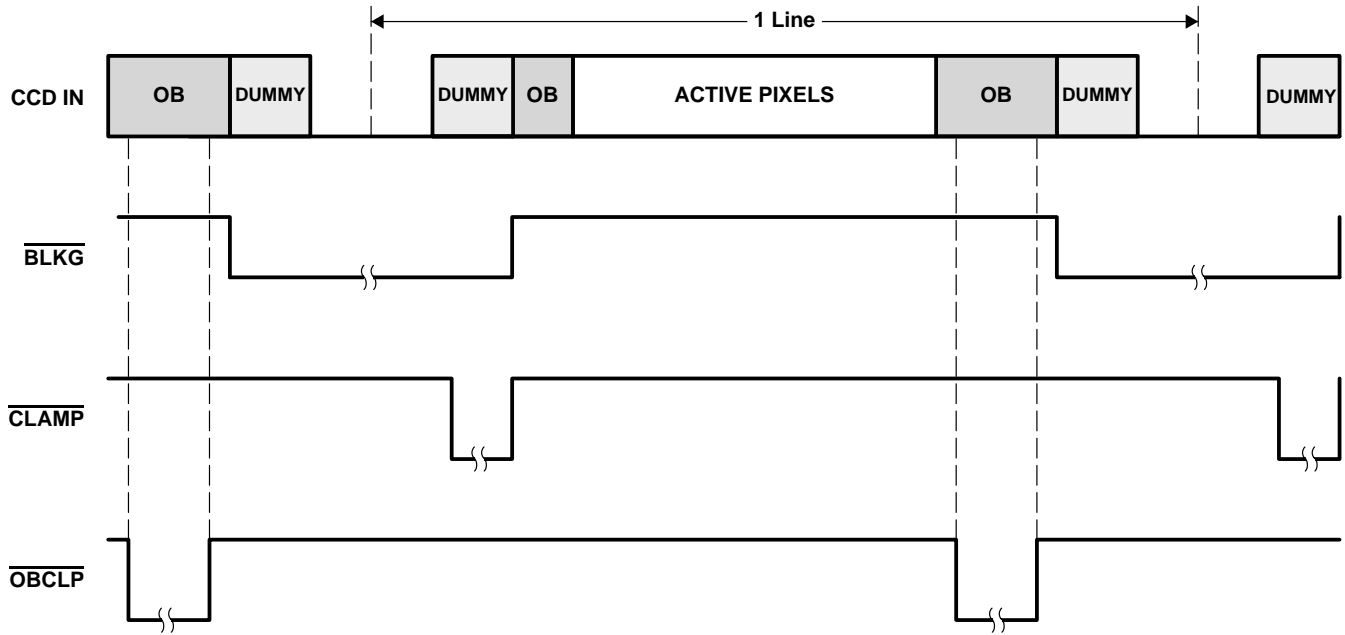 1 Line
CCD IN OB DUMMY DUMMY OB ACTIVE PIXELS OB DUMMY DUMMY
BLKG
CLAMP
OBCLP